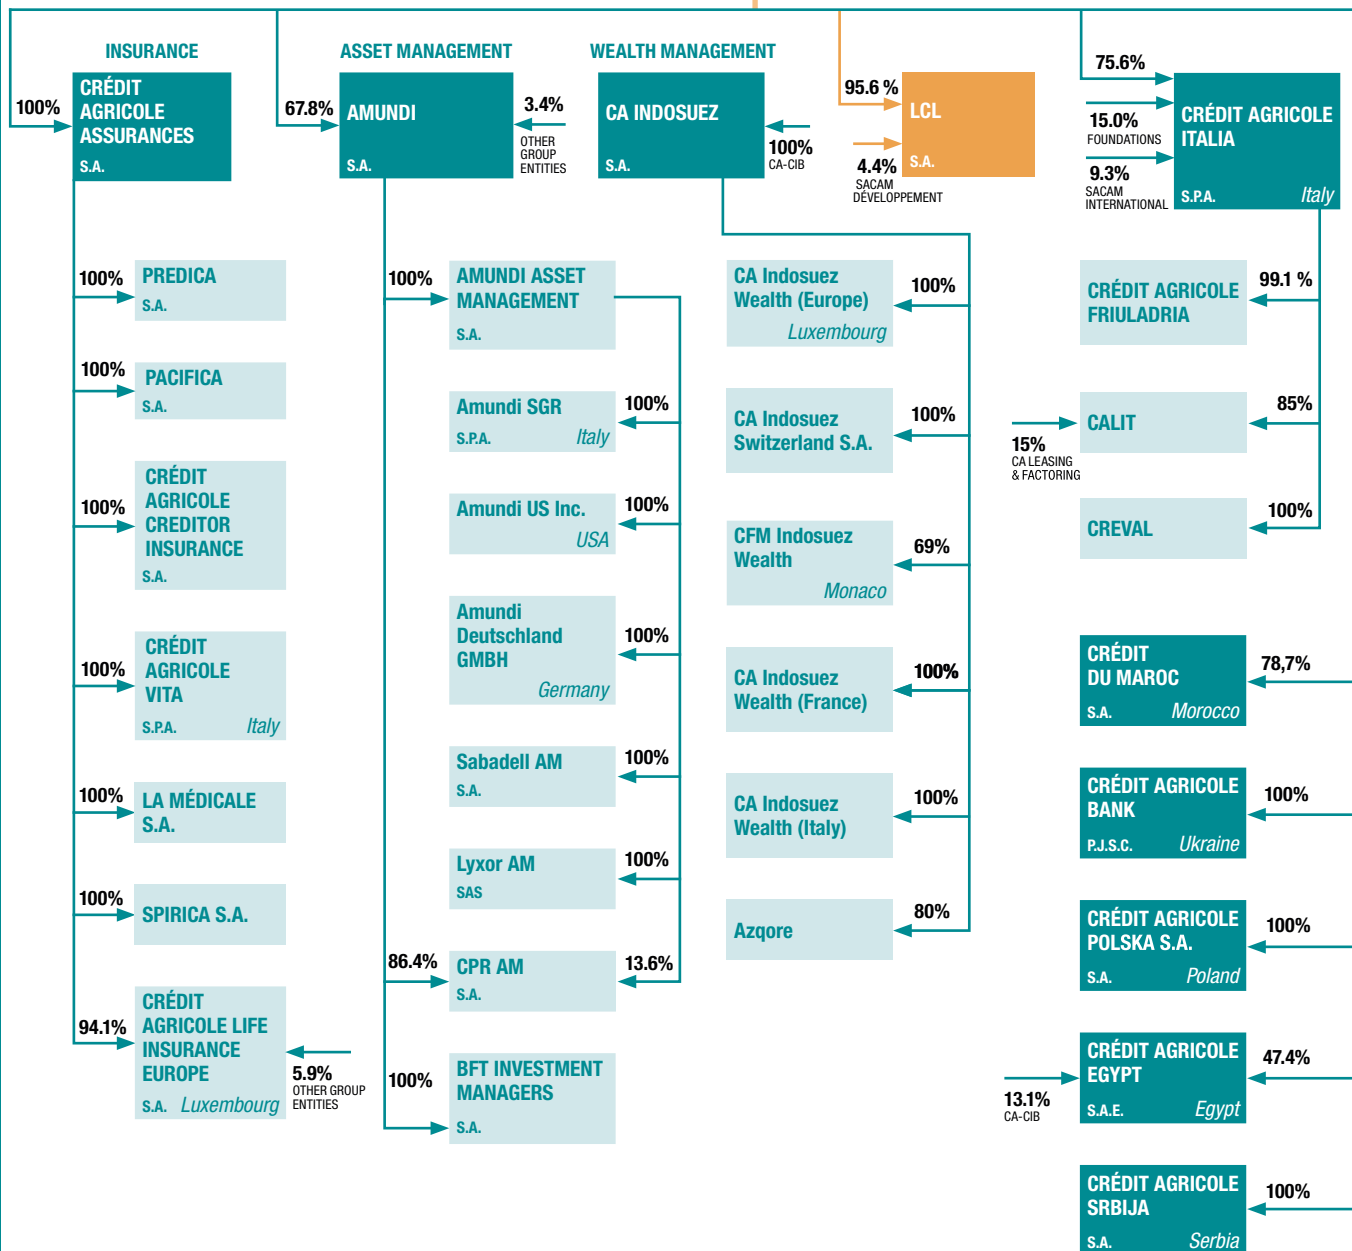 INSURANCE
100%
CRÉDIT
AGRICOLE
ASSURANCES
S.A.
100%
PREDICA
S.A.
100%
PACIFICA
S.A.
100%
CRÉDIT
AGRICOLE
CREDITOR
INSURANCE
S.A.
100%
CRÉDIT
AGRICOLE
VITA
S.P.A. Italy
100%
LA MÉDICALE
S.A.
100%
SPIRICA S.A.
94.1%
CRÉDIT
AGRICOLE LIFE
INSURANCE
EUROPE
S.A. Luxembourg
5.9%
OTHER GROUP
ENTITIES
ASSET MANAGEMENT
67.8%
AMUNDI
S.A.
3.4%
OTHER
GROUP
ENTITIES
100%
AMUNDI ASSET
MANAGEMENT
S.A.
Amundi SGR
S.P.A. Italy
100%
Amundi US Inc.
USA
100%
Amundi
Deutschland
GMBH
Germany
100%
Sabadell AM
S.A.
100%
Lyxor AM
SAS
100%
86.4%
CPR AM
S.A.
13.6%
100%
BFT INVESTMENT
MANAGERS
S.A.
WEALTH MANAGEMENT
CA INDOSUEZ
S.A.
100%
CA-CIB
CA Indosuez
Wealth (Europe)
Luxembourg
100%
CA Indosuez
Switzerland S.A.
100%
CFM Indosuez
Wealth
Monaco
69%
CA Indosuez
Wealth (France)
100%
CA Indosuez
Wealth (Italy)
100%
Azqore
80%
95.6 %
LCL
S.A.
4.4%
SACAM
DÉVELOPPEMENT
75.6%
15.0%
FOUNDATIONS
9.3%
SACAM
INTERNATIONAL
CRÉDIT AGRICOLE
ITALIA
S.P.A. Italy
CRÉDIT AGRICOLE
FRIULADRIA
99.1 %
15%
CA LEASING
& FACTORING
CALIT
85%
CREVAL
100%
CRÉDIT
DU MAROC
S.A. Morocco
78,7%
CRÉDIT AGRICOLE
BANK
P.J.S.C. Ukraine
100%
CRÉDIT AGRICOLE
POLSKA S.A.
S.A. Poland
100%
13.1%
CA-CIB
CRÉDIT AGRICOLE
EGYPT
S.A.E. Egypt
47.4%
CRÉDIT AGRICOLE
SRBIJA
S.A. Serbia
100%